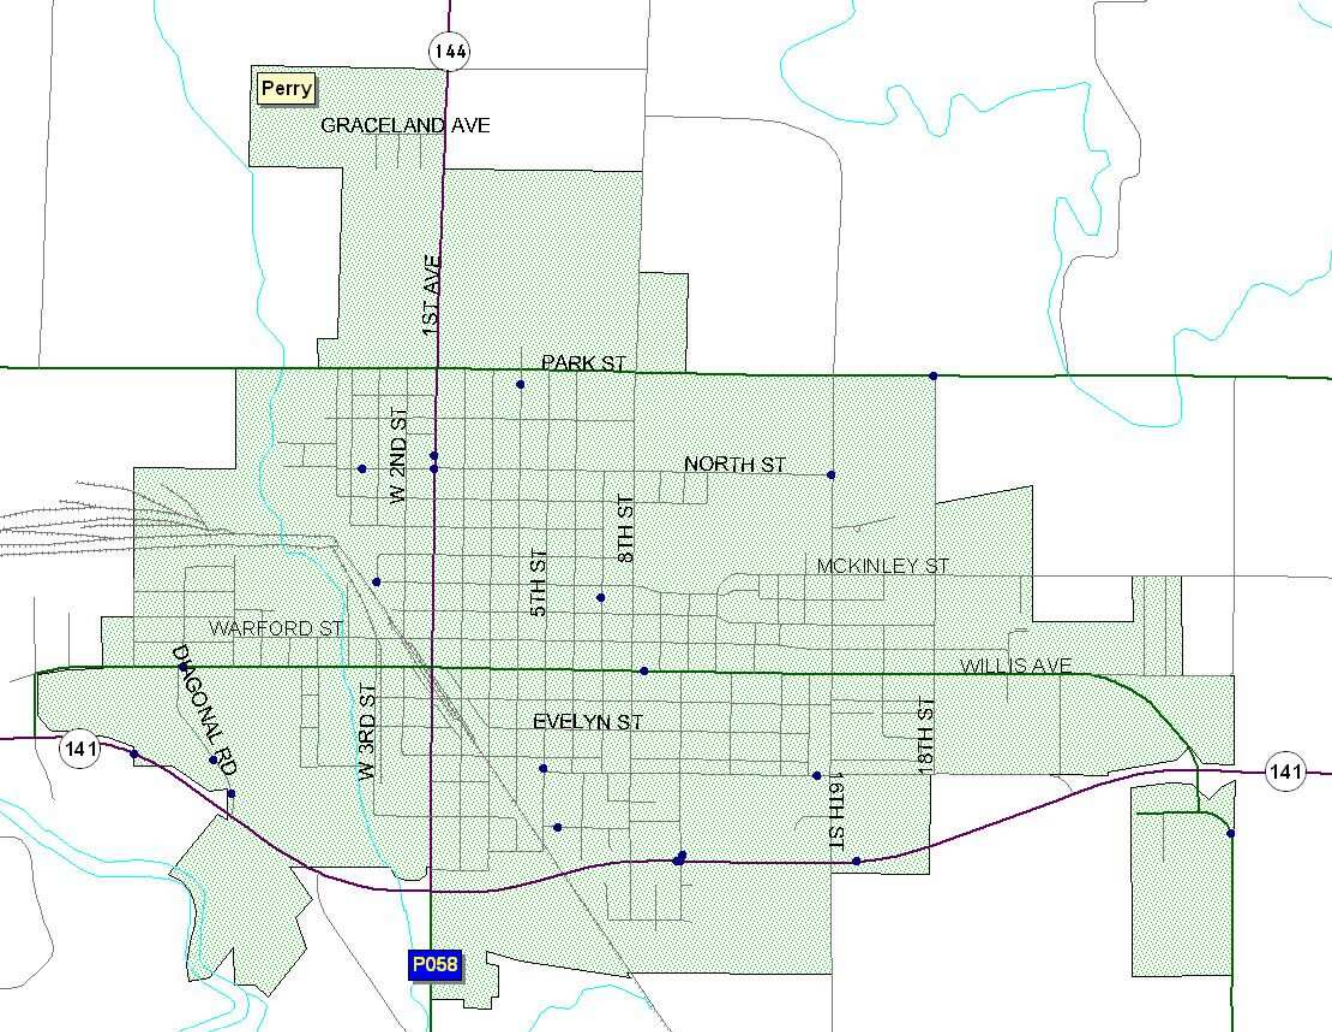 144
Perry
GRACELAND AVE
1ST AVE
PARK ST
W 2ND ST
NORTH ST
8TH ST
5TH ST
MCKINLEY ST
WARFORD ST
DIAGONAL RD
WILLIS AVE
W 3RD ST
EVELYN ST
18TH ST
141
141
16TH ST
P058